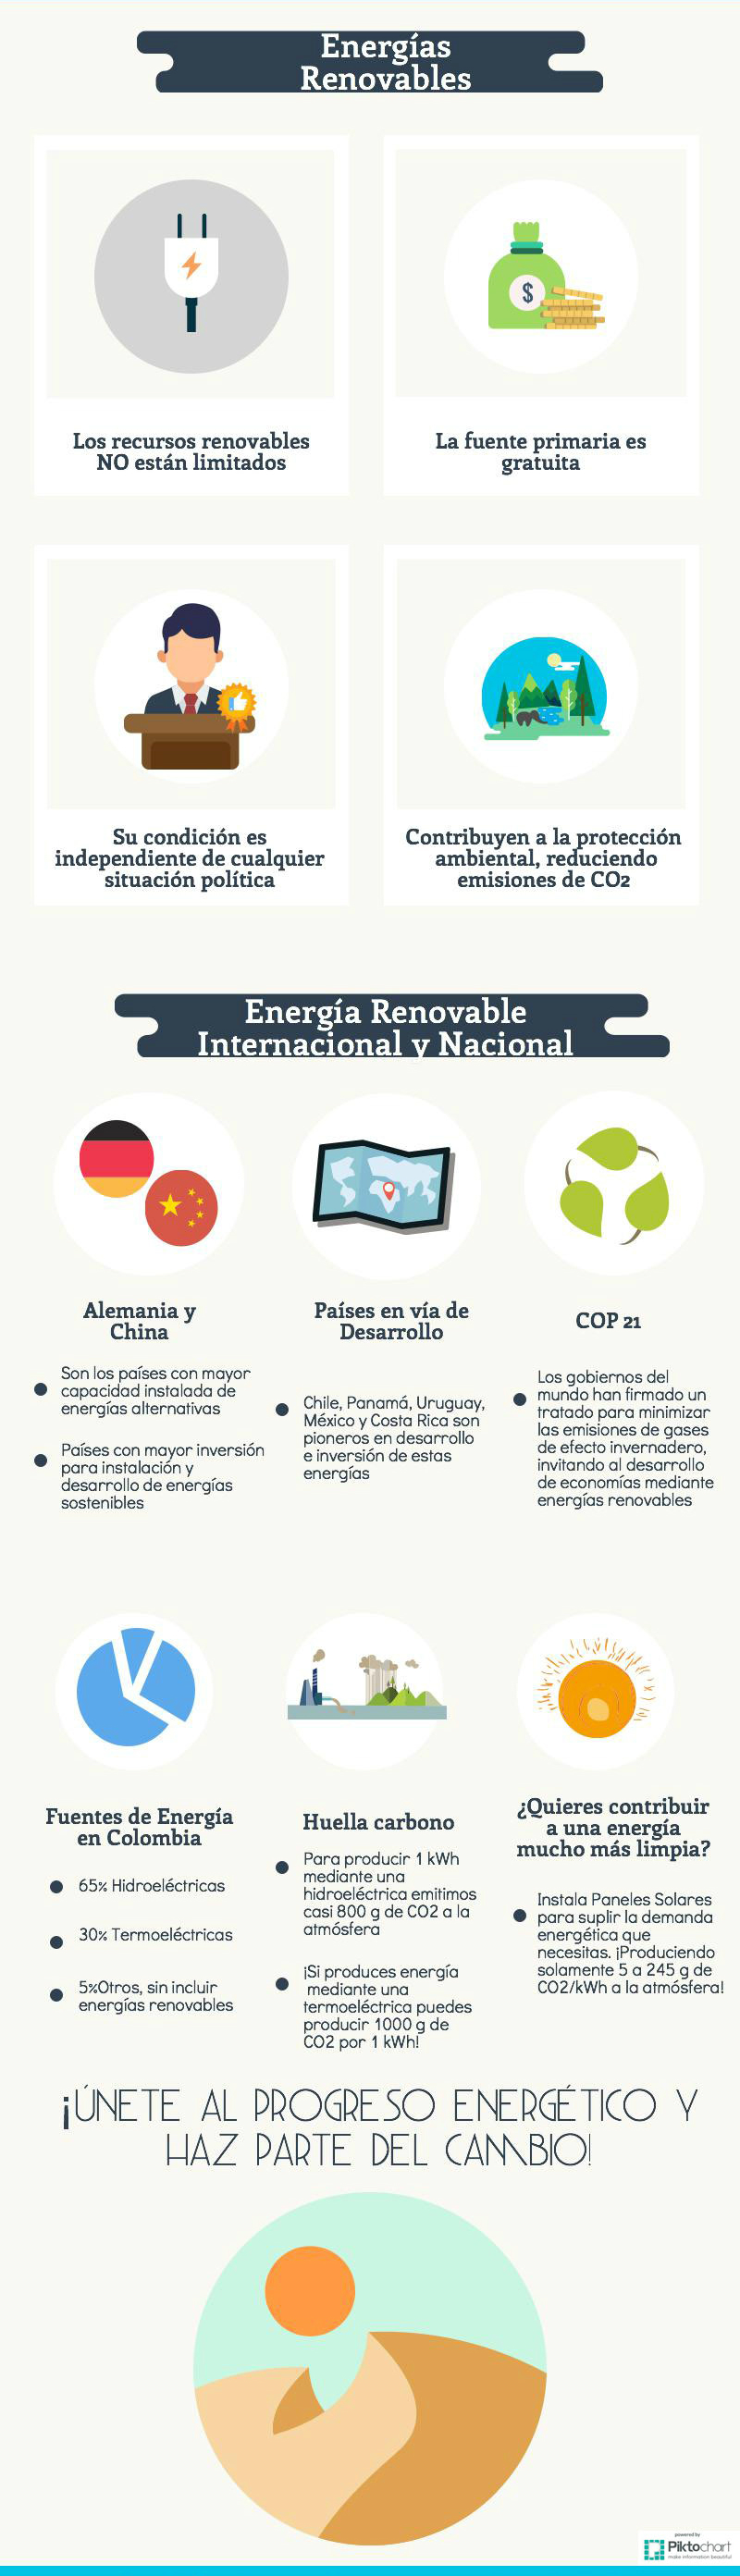 Energías
Renovables
$
Los recursos renovables
NO están limitados
La fuente primaria es
gratuita
Su condición es
independiente de cualquier
situación política
Contribuyen a la protección
ambiental, reduciendo
emisiones de CO2
Energía Renovable
Internacional y Nacional
Alemania y
China
Son los países con mayor
capacidad instalada de
energías alternativas
Países con mayor inversión
para instalación y
desarrollo de energías
sostenibles
Países en vía de
Desarrollo
Chile, Panamá, Uruguay,
México y Costa Rica son
pioneros en desarrollo
e inversión de estas
energías
COP 21
Los gobiernos del
mundo han firmado un
tratado para minimizar
las emisiones de gases
de efecto invernadero,
invitando al desarrollo
de economías mediante
energías renovables
Fuentes de Energía
en Colombia
65% Hidroeléctricas
30% Termoeléctricas
5%Otros, sin incluir
energías renovables
Huella carbono
Para producir 1 kWh
mediante una
hidroeléctrica emitimos
casi 800 g de CO2 a la
atmósfera
¡Si produces energía
mediante una
termoeléctrica puedes
producir 1000 g de
CO2 por 1 kWh!
¿Quieres contribuir
a una energía
mucho más limpia?
Instala Paneles Solares
para suplir la demanda
energética que
necesitas. ¡Produciendo
solamente 5 a 245 g de
CO2/kWh a la atmósfera!
¡ÚNETE AL PROGRESO ENERGÉTICO Y
HAZ PARTE DEL CAMBIO!
powered by
Piktochart
make information beautiful